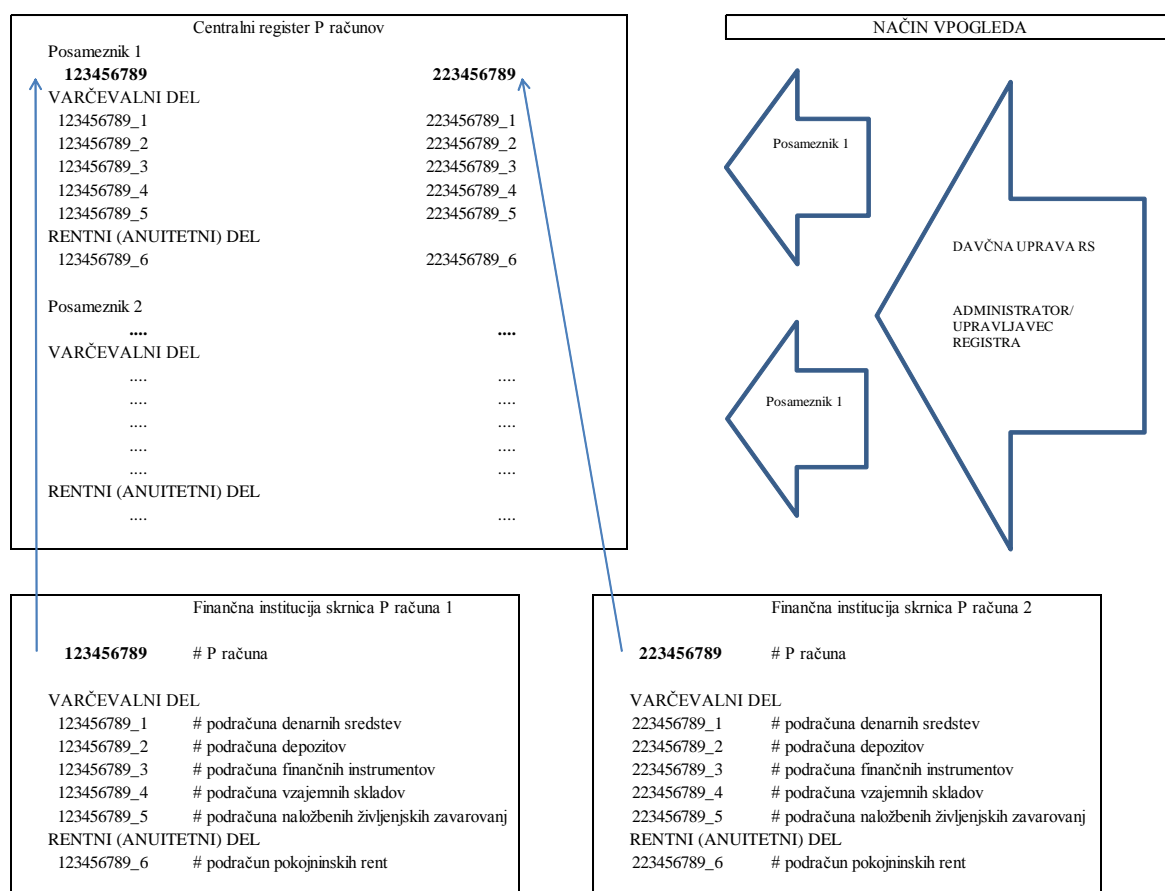 Centralni register P računov
Posameznik 1
123456789 223456789
VARČEVALNI DEL
123456789_1 223456789_1
123456789_2 223456789_2
123456789_3 223456789_3
123456789_4 223456789_4
123456789_5 223456789_5
RENTNI (ANUITETNI) DEL
123456789_6 223456789_6
Posameznik 2
.... ....
VARČEVALNI DEL
.... ....
.... ....
.... ....
.... ....
.... ....
RENTNI (ANUITETNI) DEL
.... ....
NAČIN VPOGLEDA
Posameznik 1
DAVČNA UPRAVA RS
ADMINISTRATOR/
UPRAVLJAVEC
REGISTRA
Posameznik 1
Finančna institucija skrnica P računa 1
123456789 # P računa
VARČEVALNI DEL
123456789_1 # podračuna denarnih sredstev
123456789_2 # podračuna depozitov
123456789_3 # podračuna finančnih instrumentov
123456789_4 # podračuna vzajemnih skladov
123456789_5 # podračuna naložbenih življenjskih zavarovanj
RENTNI (ANUITETNI) DEL
123456789_6 # podračun pokojninskih rent
Finančna institucija skrnica P računa 2
223456789 # P računa
VARČEVALNI DEL
223456789_1 # podračuna denarnih sredstev
223456789_2 # podračuna depozitov
223456789_3 # podračuna finančnih instrumentov
223456789_4 # podračuna vzajemnih skladov
223456789_5 # podračuna naložbenih življenjskih zavarovanj
RENTNI (ANUITETNI) DEL
223456789_6 # podračun pokojninskih rent